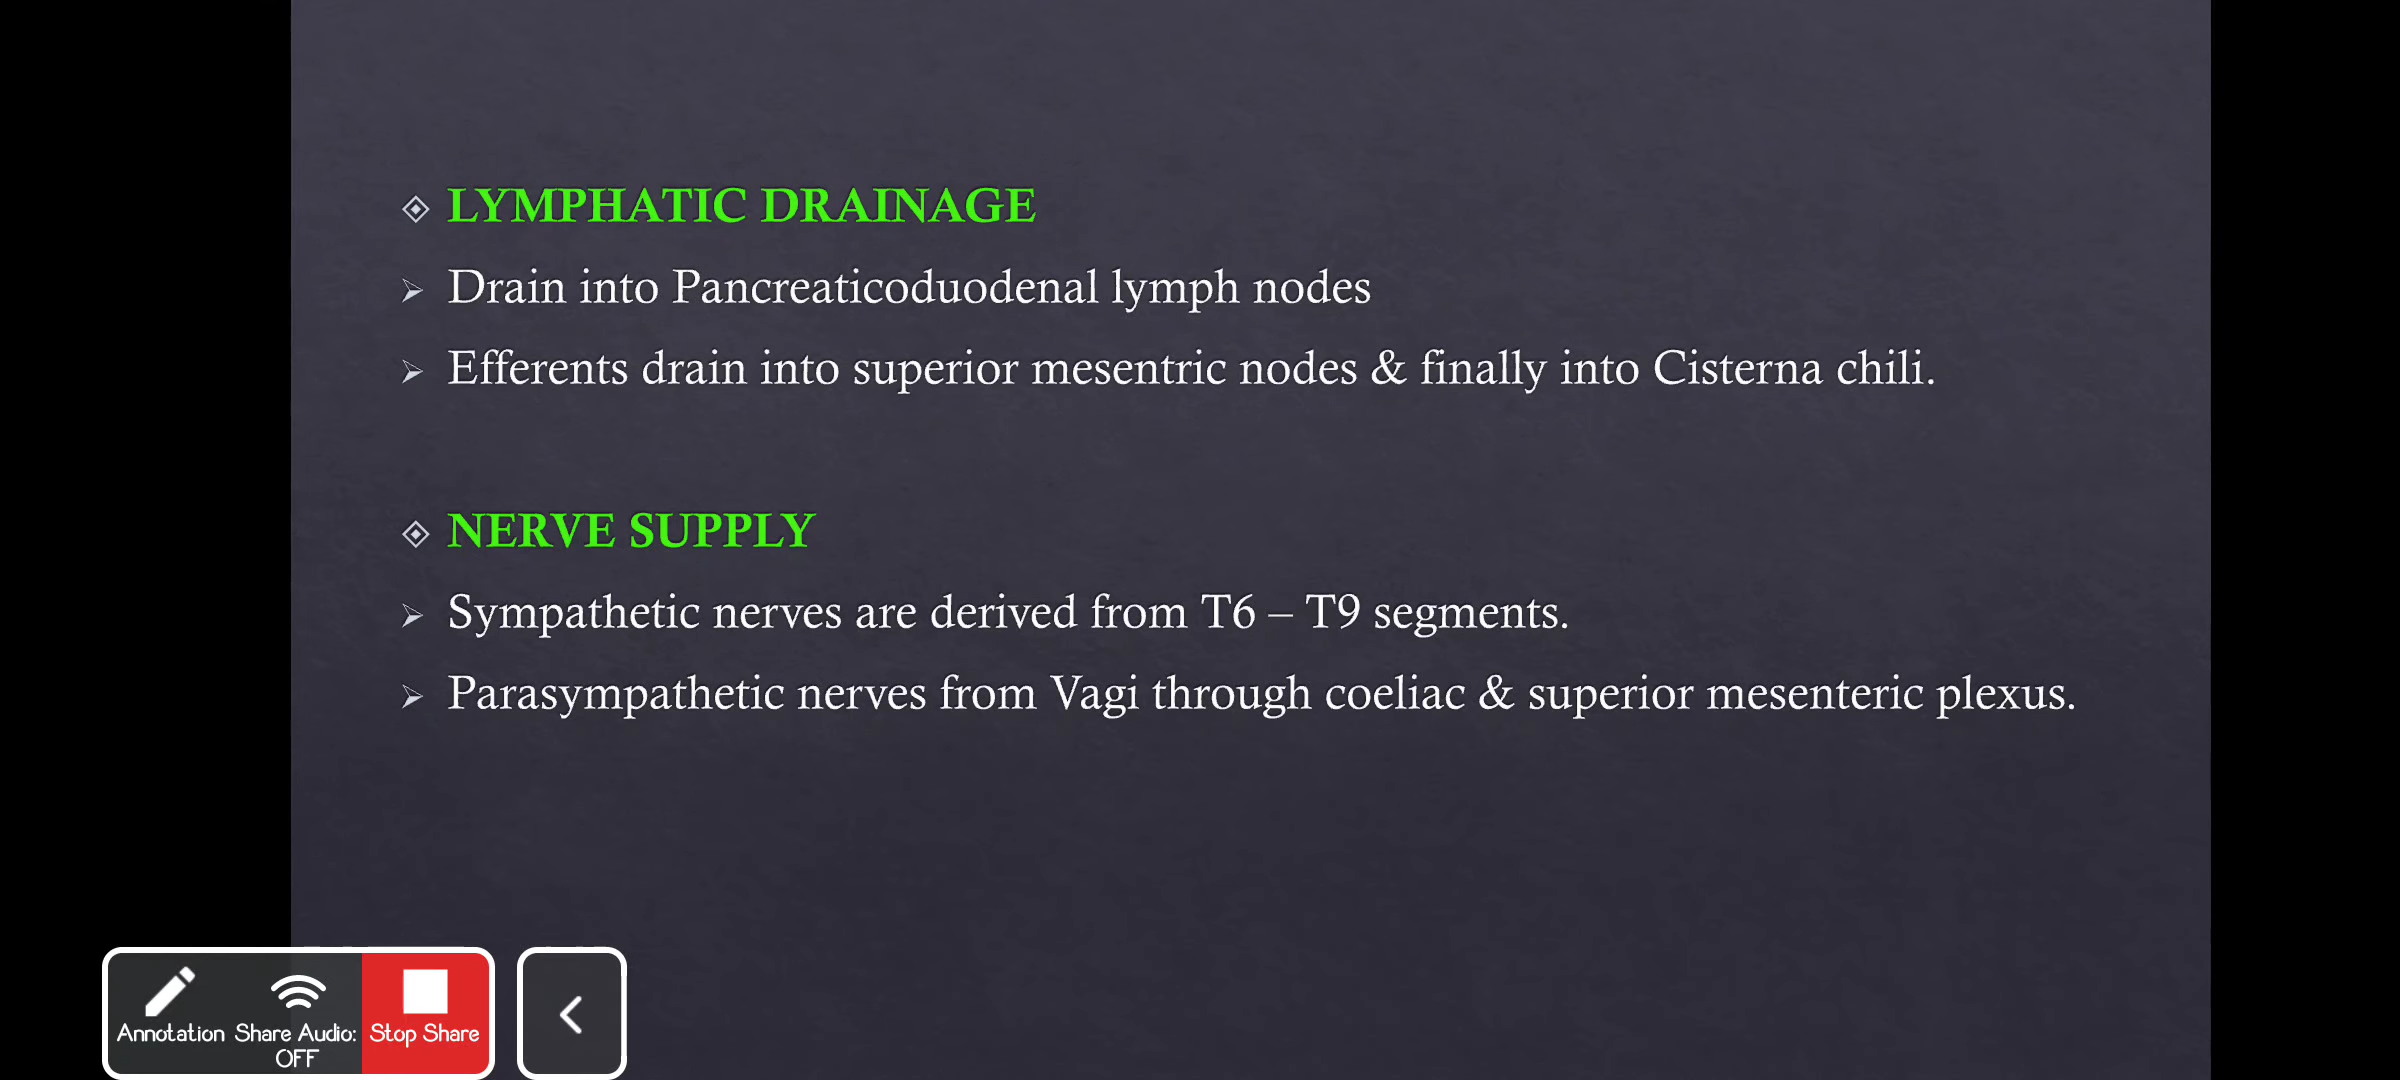 LYMPHATIC DRAINAGE
Drain into Pancreaticoduodenal lymph nodes
Efferents drain into superior mesentric nodes & finally into Cisterna chili.
NERVE SUPPLY
Sympathetic nerves are derived from T6 – T9 segments.
Parasympathetic nerves from Vagi through coeliac & superior mesenteric plexus.
Annotation Share Audio: Stop Share
OFF